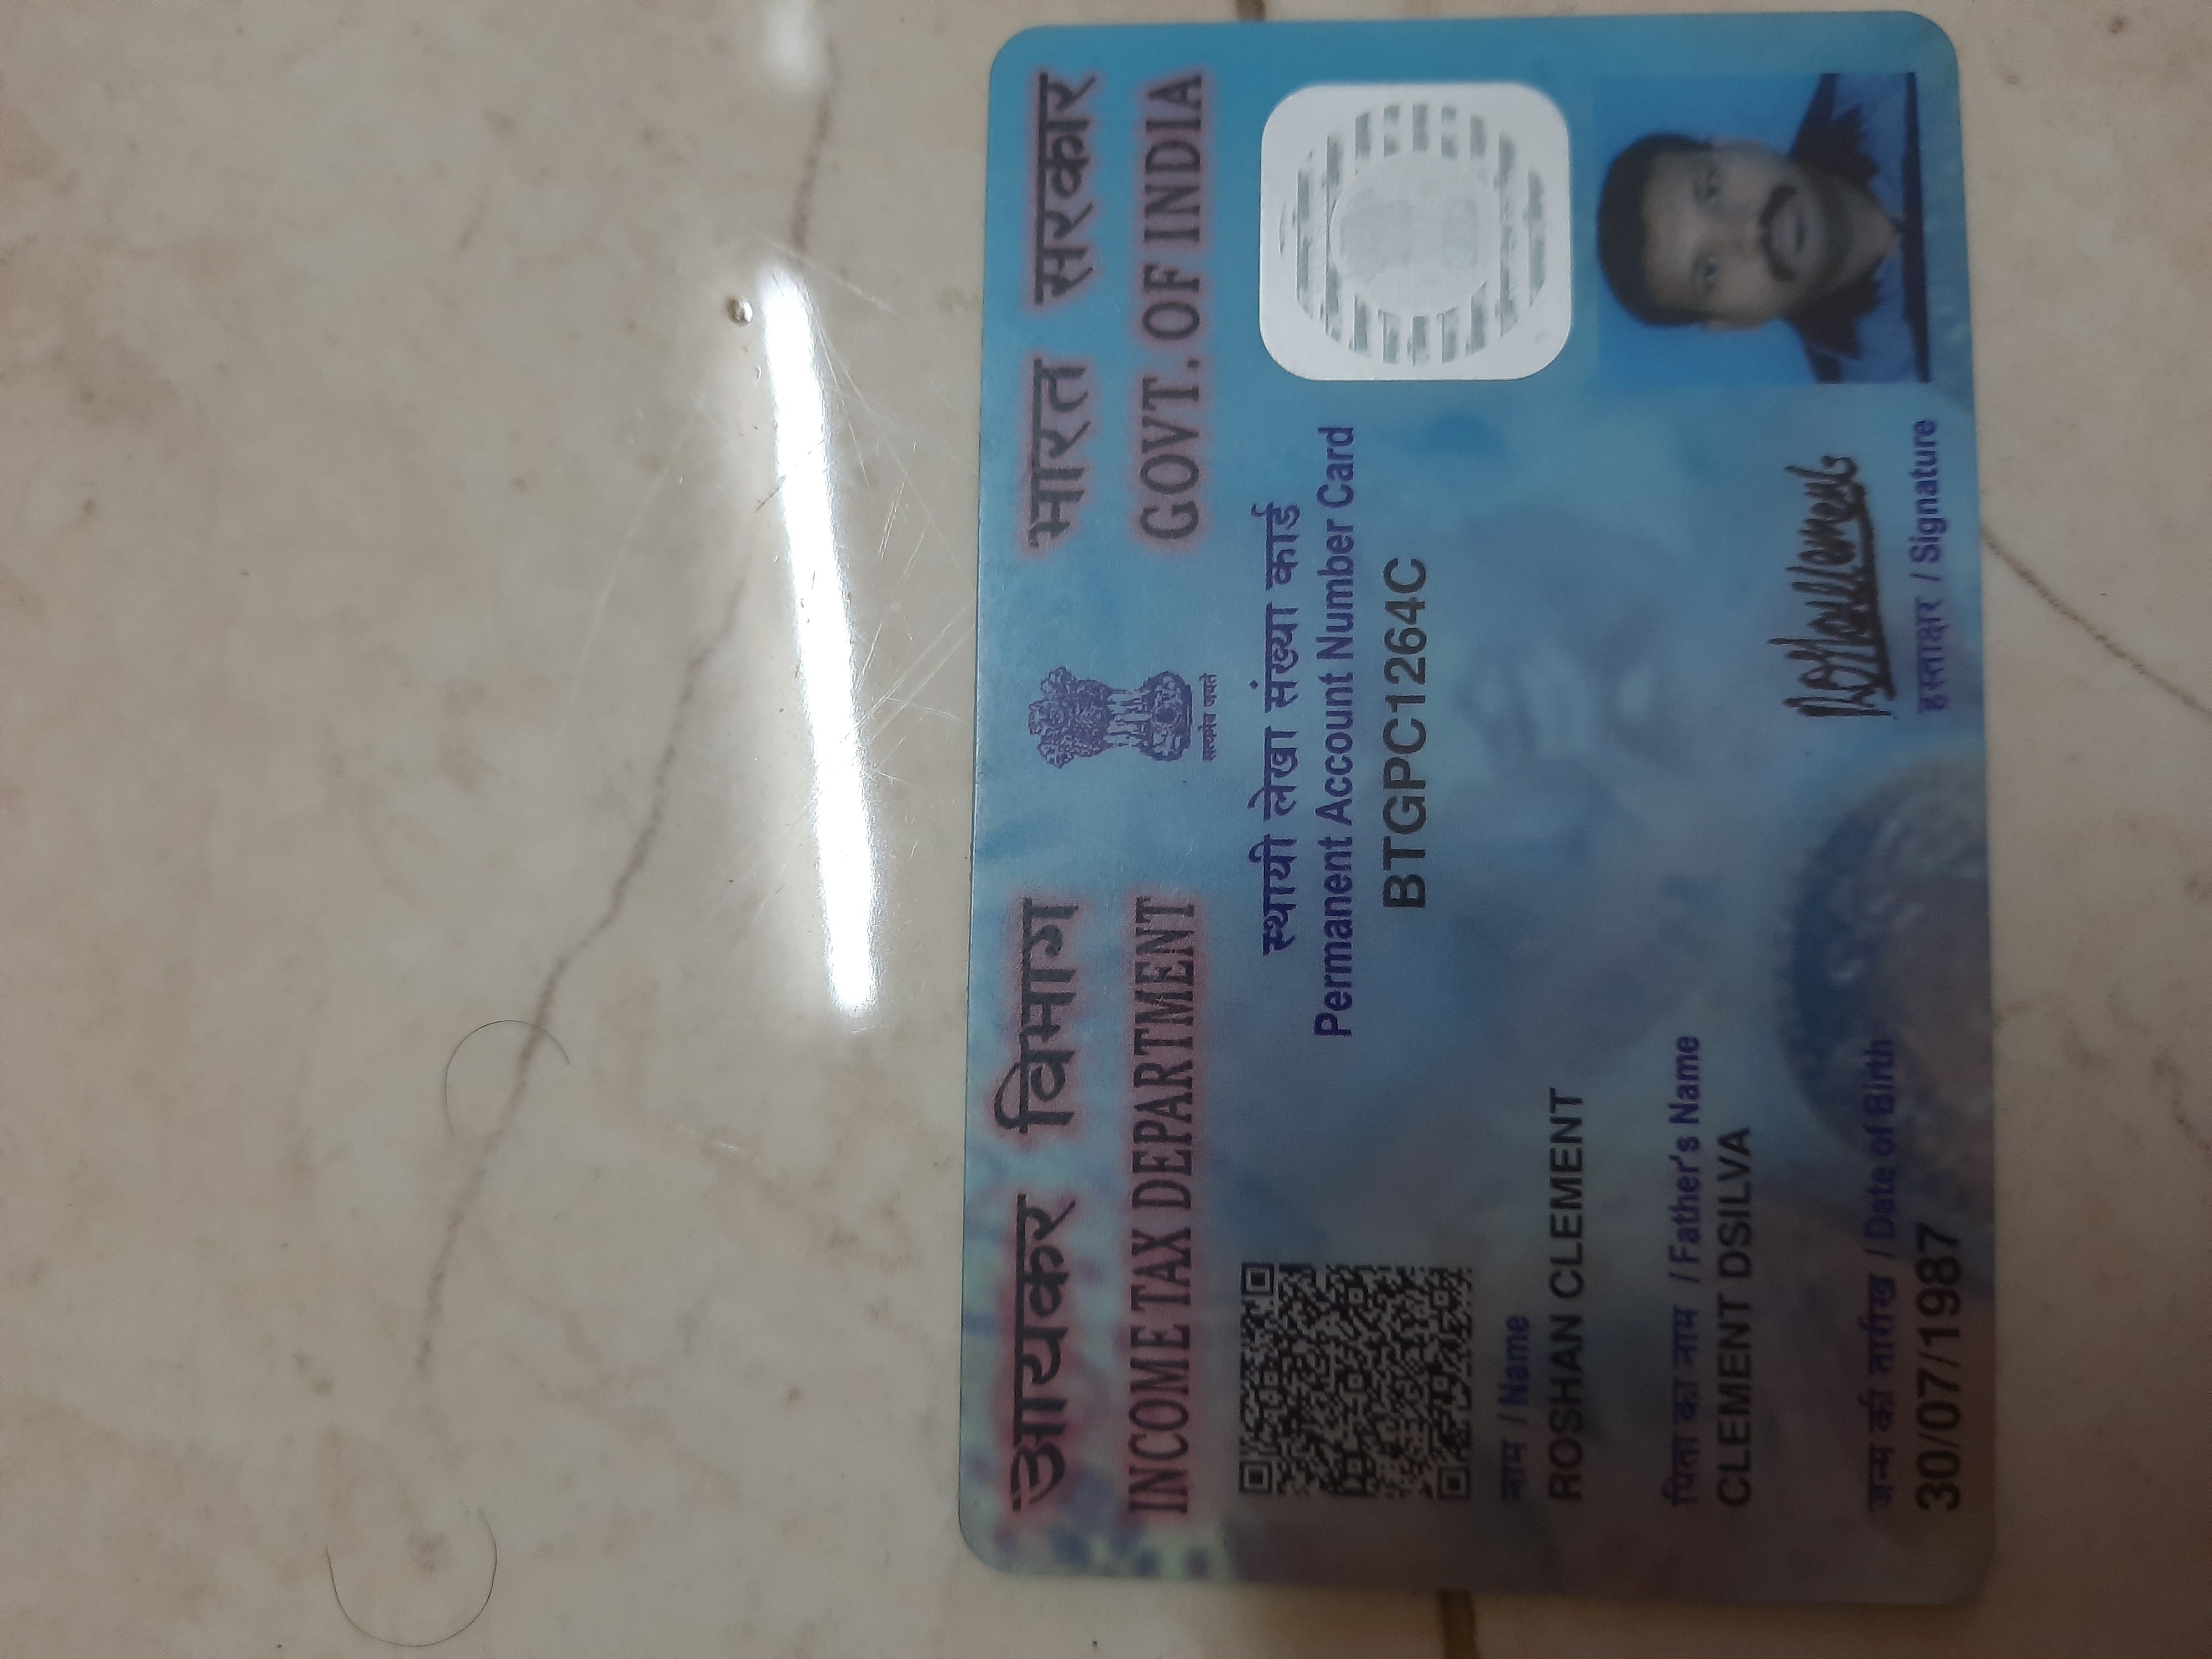 आयकर विभाग
INCOME TAX DEPARTMENT
सत्यमेव जयते
भारत सरकार
GOVT. OF INDIA
स्थायी लेखा संख्या कार्ड
Permanent Account Number Card
BTGPC1264C
नाम / Name
ROSHAN CLEMENT
पिता का नाम / Father's Name
CLEMENT DSILVA
जन्म की तारीख / Date of Birth
30/07/1987
RoshanClement
हस्ताक्षर / Signature